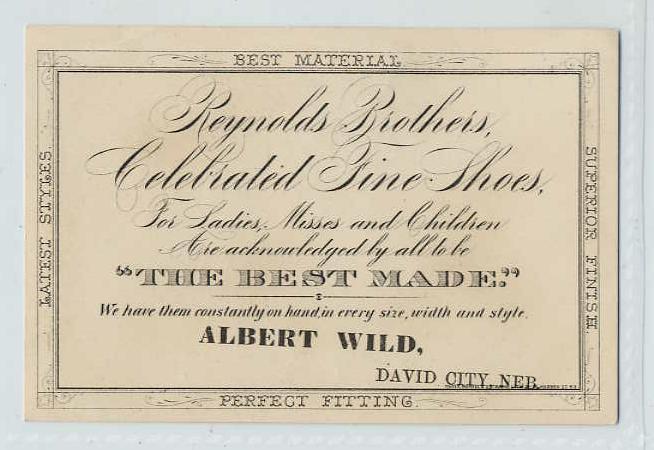 BEST MATERIAL
LATEST STYLES.
SUPERIOR FINISH.
Reynolds Brothers,
Celebrated Fine Shoes,
For Ladies, Misses and Children
Are acknowledged by all to be
"THE BEST MADE."
We have them constantly on hand, in every size, width and style.
ALBERT WILD,
DAVID CITY, NEB.
PERFECT FITTING.